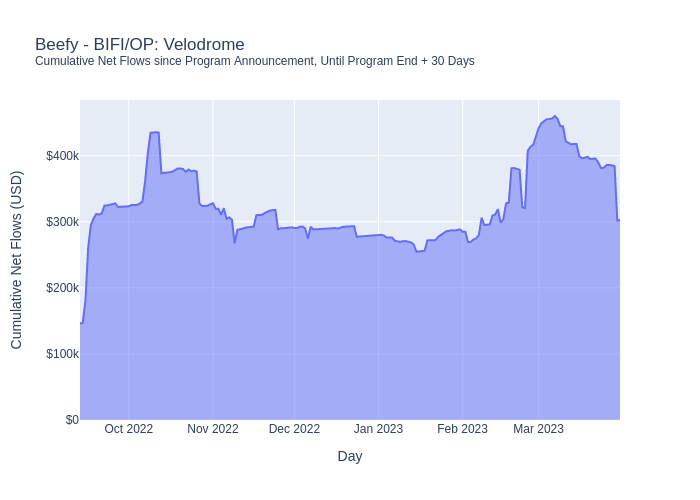 Beefy - BIFI/OP: Velodrome
Cumulative Net Flows since Program Announcement, Until Program End + 30 Days
Cumulative Net Flows (USD)
$400k
$300k
$200k
$100k
$0
Oct 2022 Nov 2022 Dec 2022 Jan 2023 Feb 2023 Mar 2023
Day